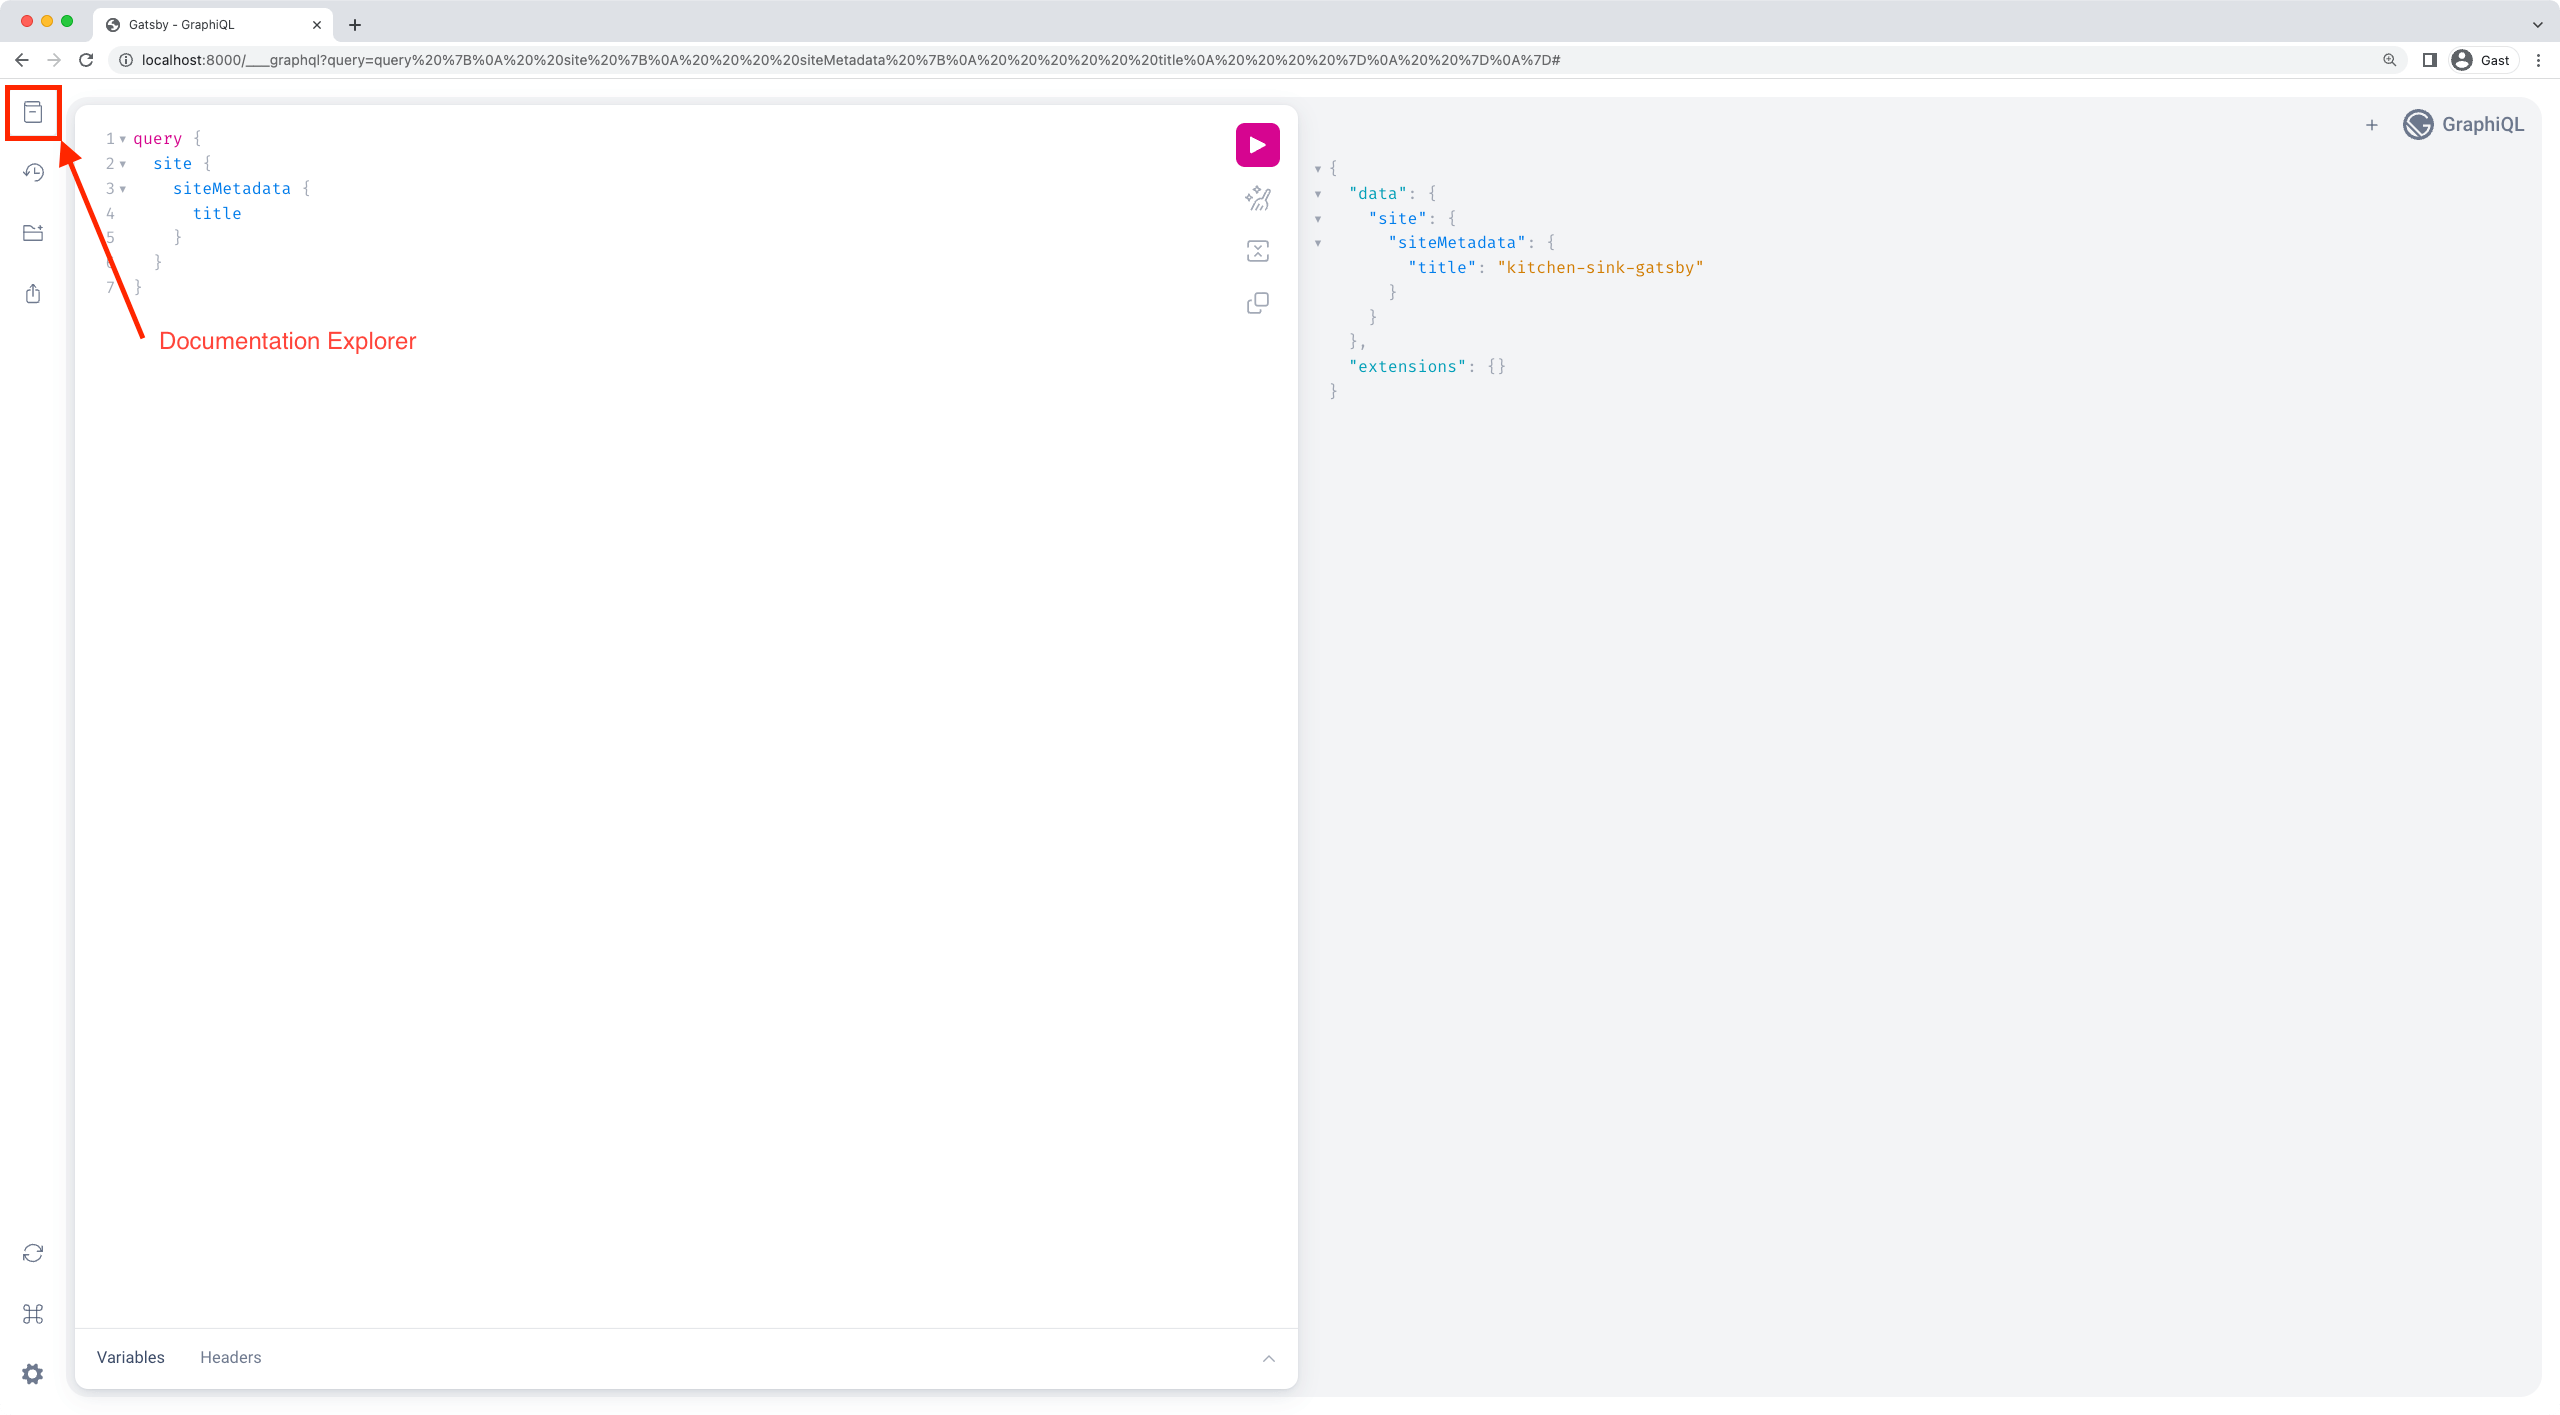 Gatsby - GraphiQL
localhost:8000/___graphql?query=query%20%7B%0A%20%20site%20%7B%0A%20%20%20%20siteMetadata%20%7B%0A%20%20%20%20%20%20title%0A%20%20%20%20%7D%0A%20%20%7D%0A%7D#
Gast
1 query {
2 site {
3 siteMetadata {
4 title
5 }
}
7 }
Documentation Explorer
GraphiQL
{
"data": {
"site": {
"siteMetadata": {
"title": "kitchen-sink-gatsby"
}
}
},
"extensions": {}
}
Variables
Headers